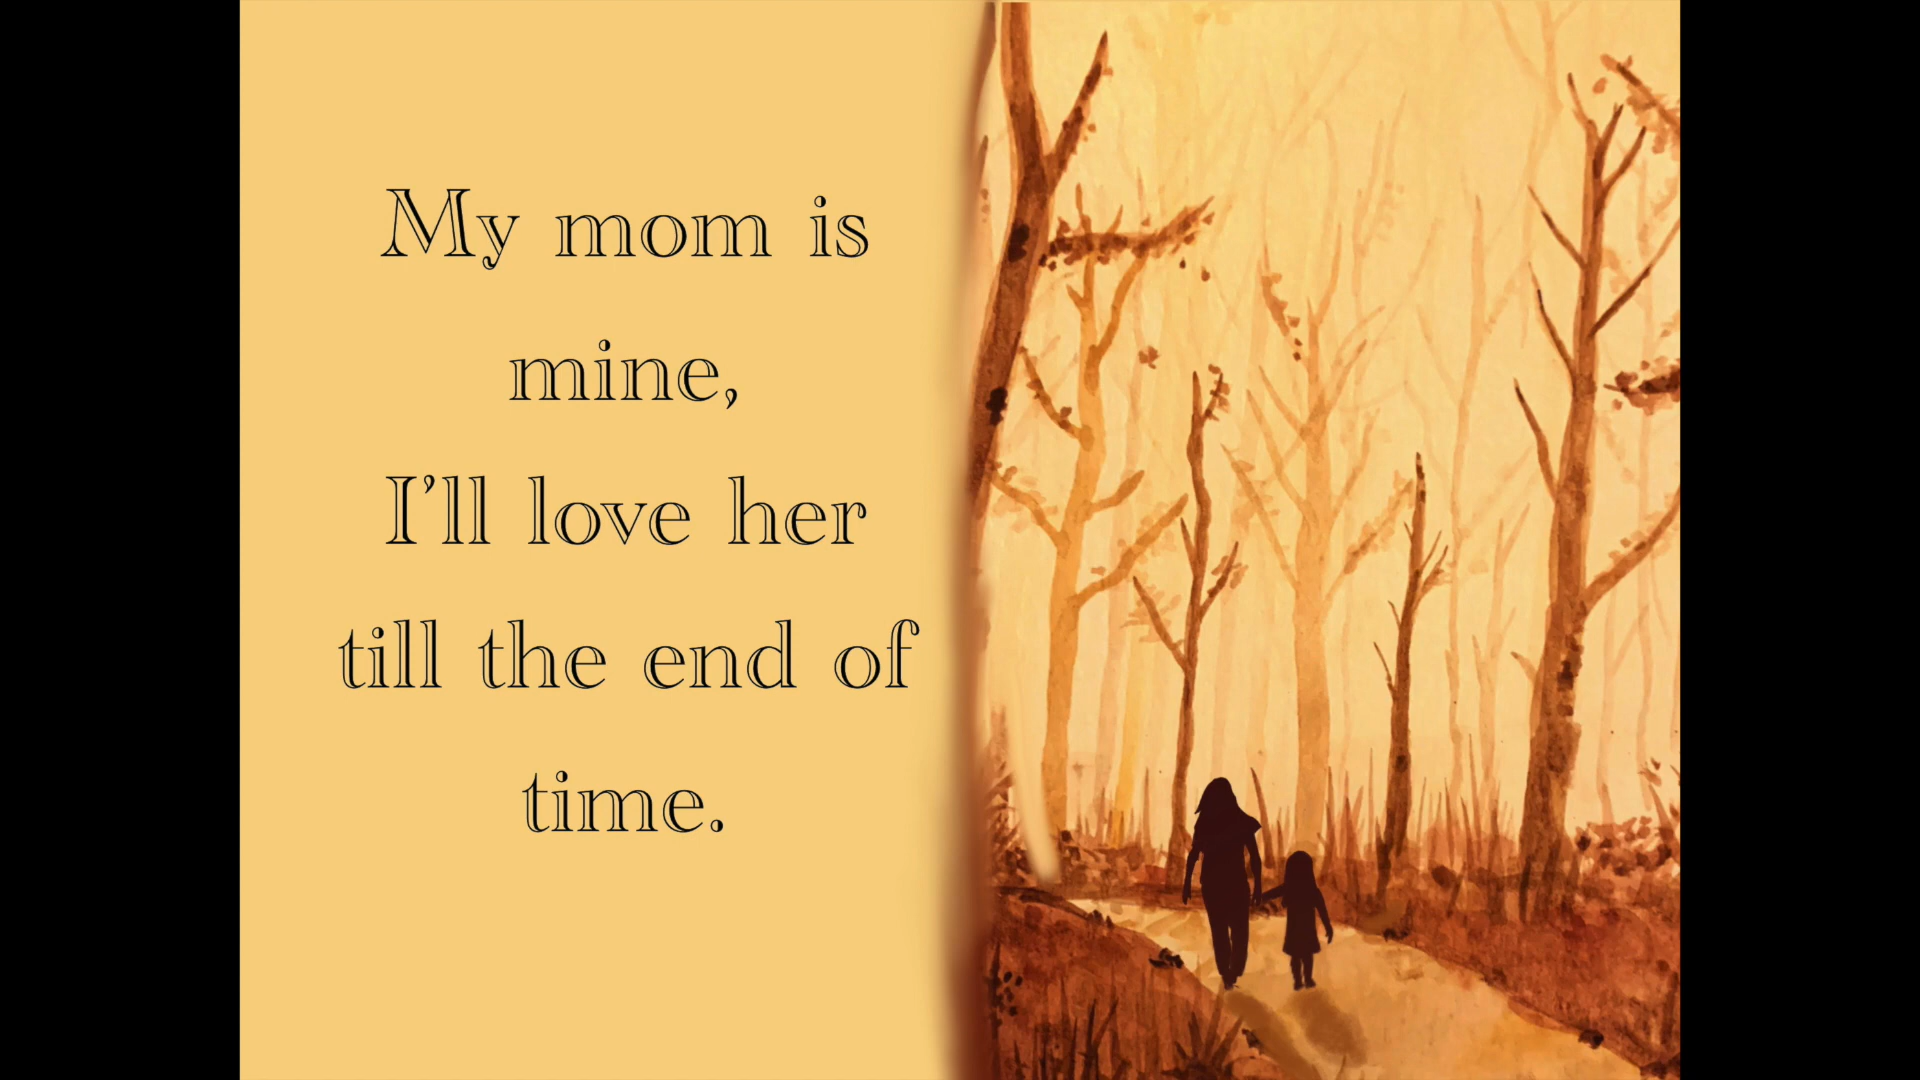 My mom is
mine,
I'll love her
till the end of
time.